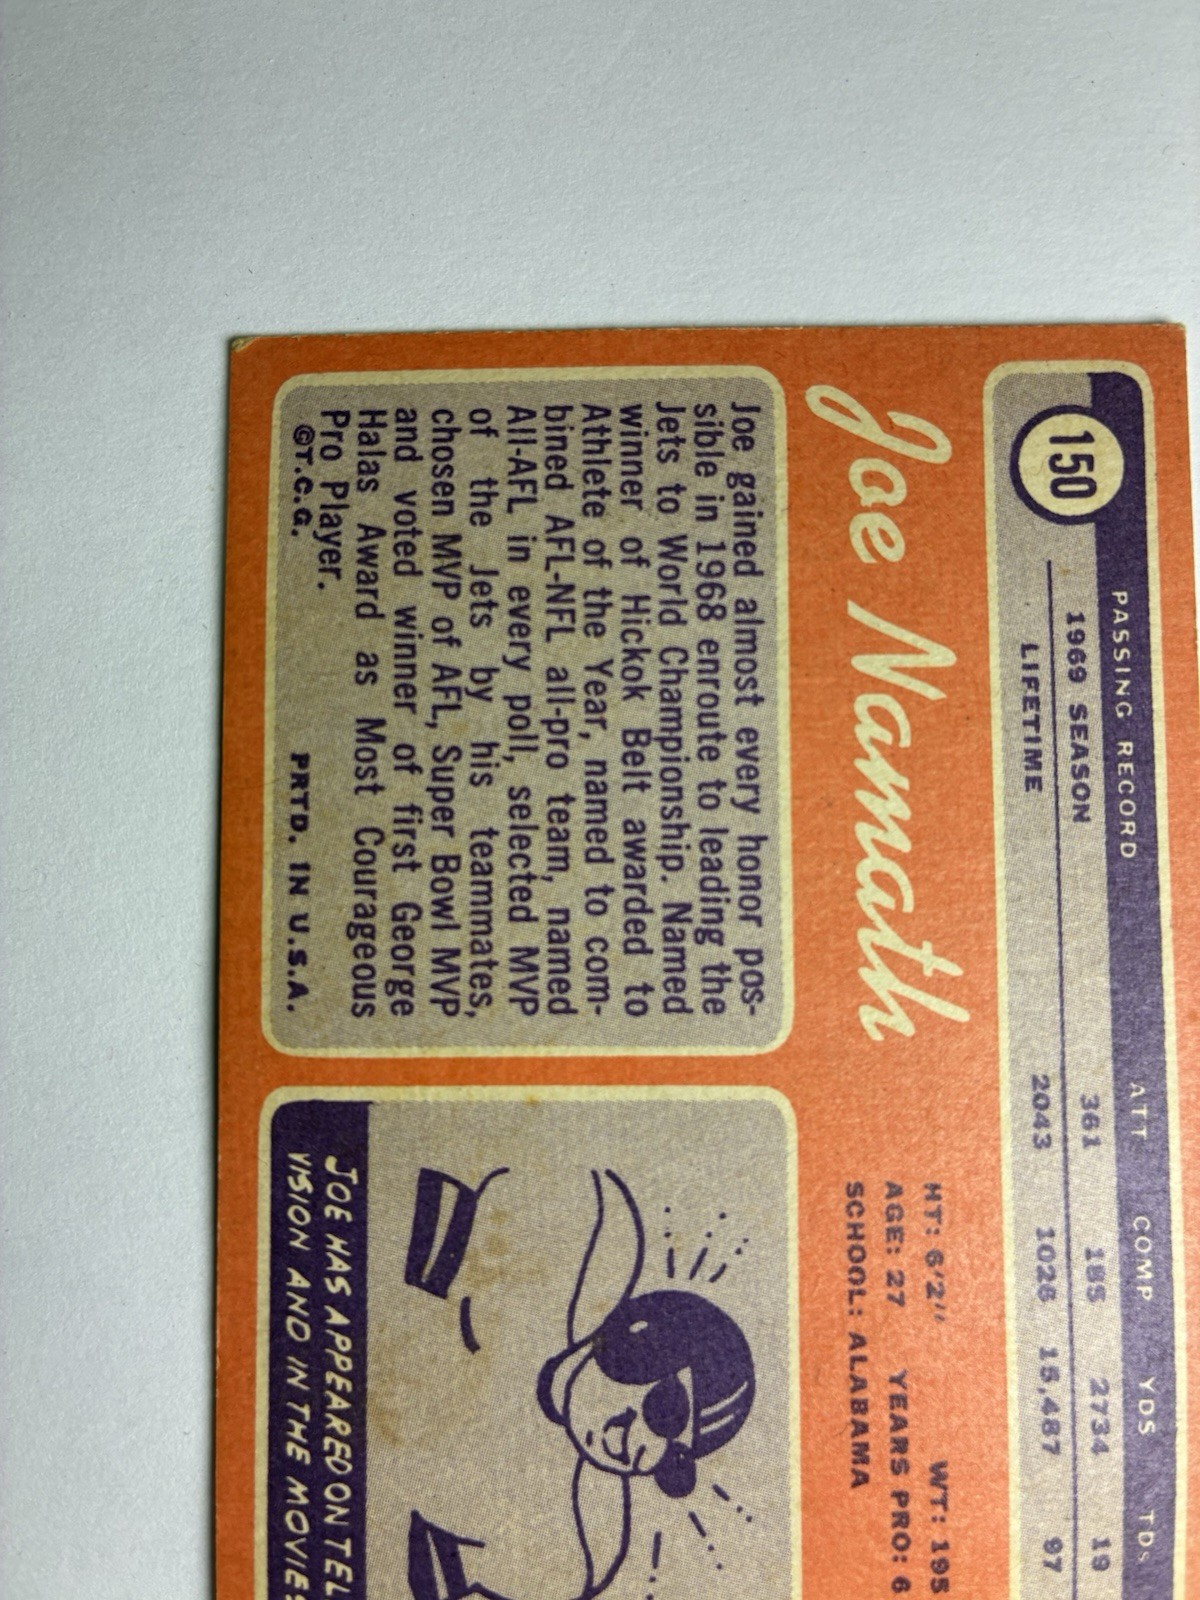 150
PASSING RECORD ATT COMP YDS TDs
1969 SEASON 361 185 2734 19
LIFETIME 2043 1026 15,487 97
Joe Namath
HT: 6'2" WT: 195
AGE: 27 YEARS PRO: 6
SCHOOL: ALABAMA
Joe gained almost every honor pos-
sible in 1968 enroute to leading the
Jets to World Championship. Named
winner of Hickok Belt awarded to
Athlete of the Year, named to com-
bined AFL-NFL all-pro team, named
All-AFL in every poll, selected MVP
of the Jets by his teammates,
chosen MVP of AFL, Super Bowl MVP
and voted winner of first George
Halas Award as Most Courageous
Pro Player.
©T.C.G. PRTD. IN U.S.A.
JOE HAS APPEARED ON TEL
VISION AND IN THE MOVIES